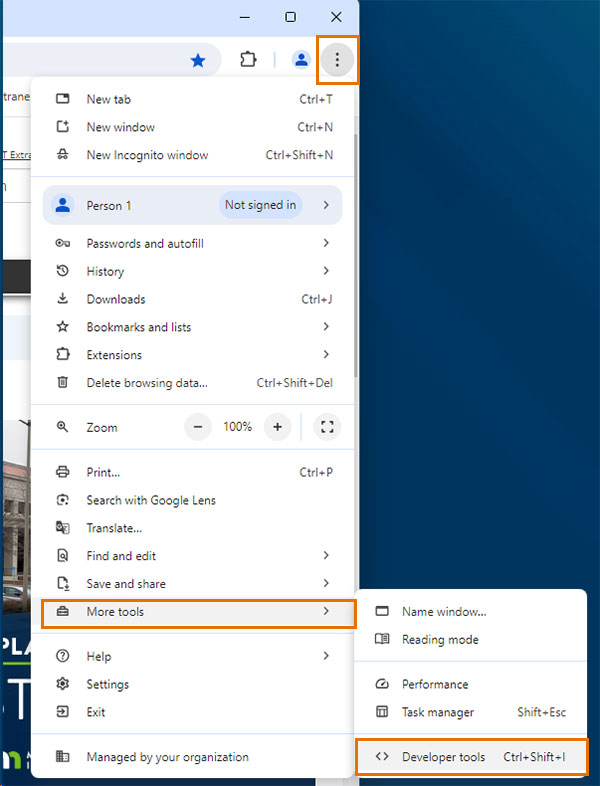 trane
T Extra
New tab Ctrl+T
New window Ctrl+N
New Incognito window Ctrl+Shift+N
Person 1 Not signed in
Passwords and autofill
History
Downloads Ctrl+J
Bookmarks and lists
Extensions
Delete browsing data... Ctrl+Shift+Del
Zoom − 100% +
Print... Ctrl+P
Search with Google Lens
Translate...
Find and edit
Save and share
More tools
Name window...
Reading mode
Performance
Task manager Shift+Esc
Developer tools Ctrl+Shift+I
Help
Settings
Exit
Managed by your organization
PLA
ST